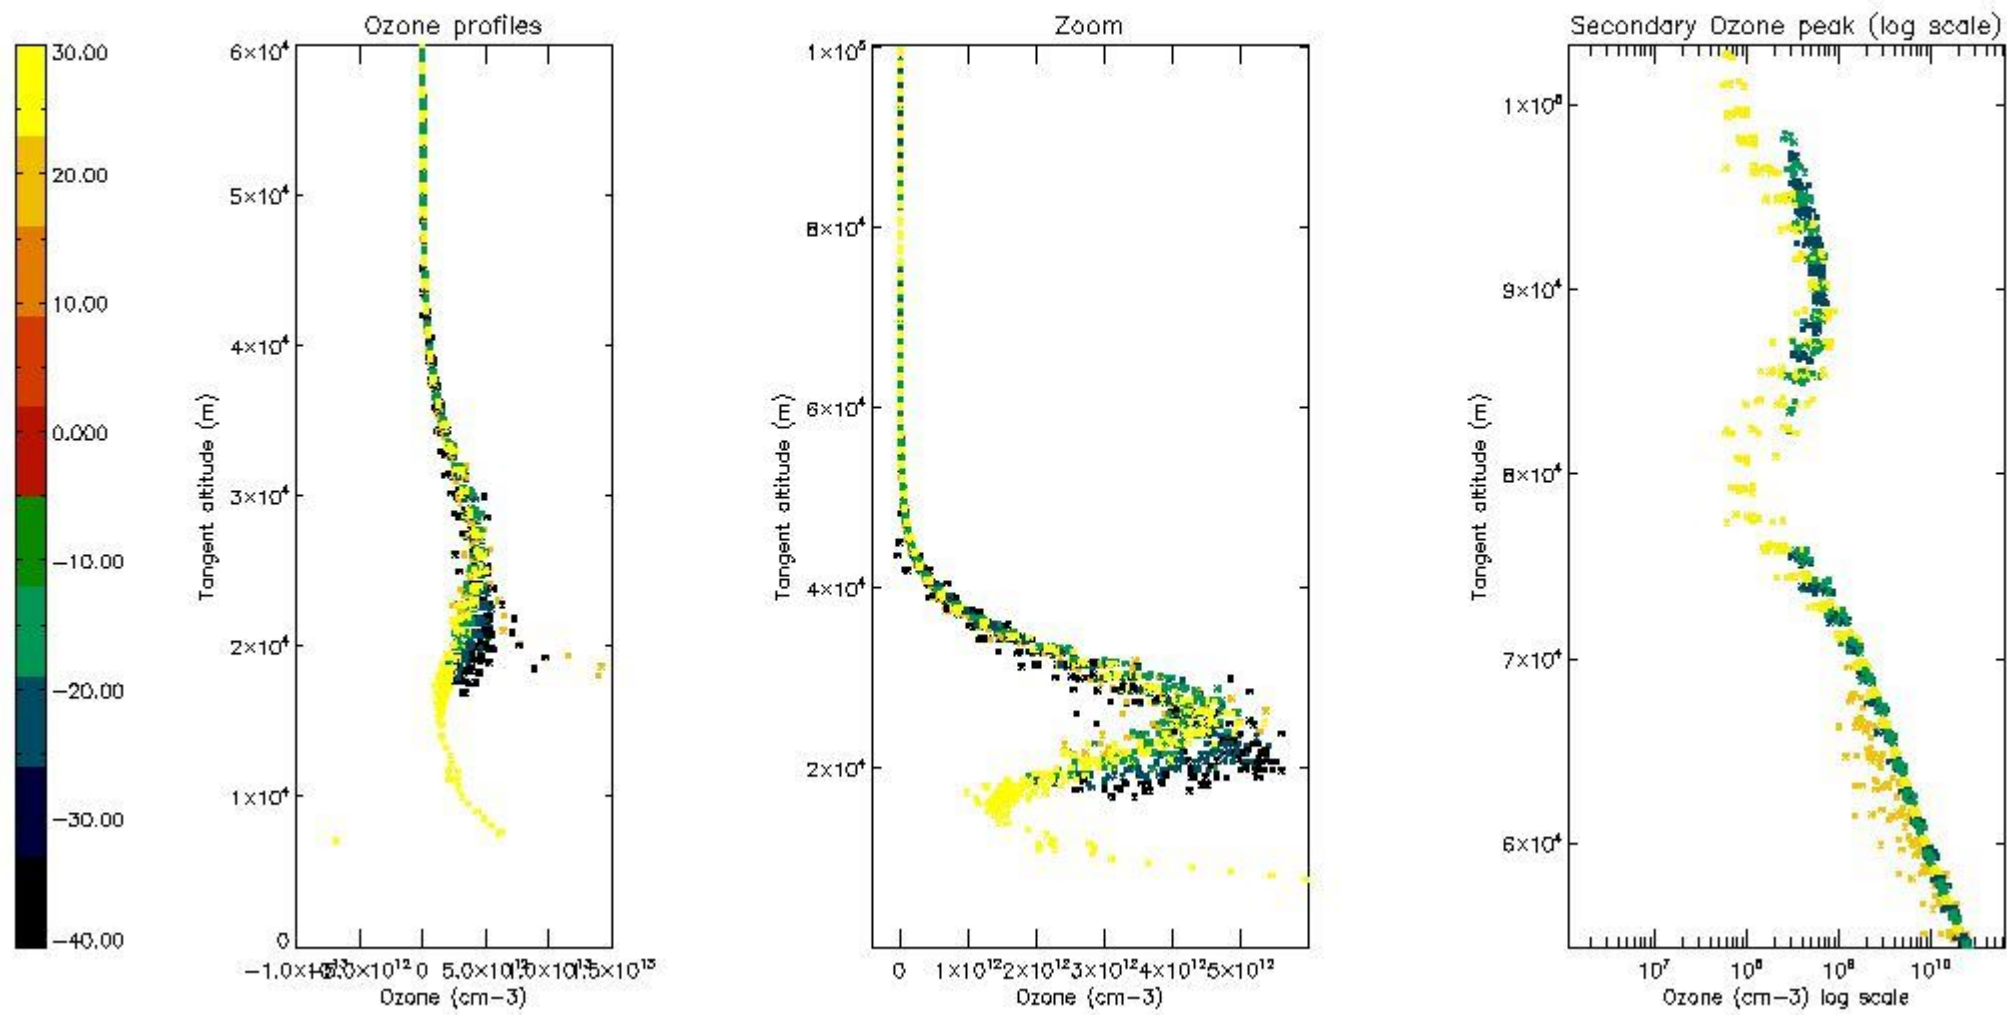 Ozone profiles
Zoom
Secondary Ozone peak (log scale)
30.00
20.00
10.00
0.000
−10.00
−20.00
−30.00
−40.00
6×10⁴
5×10⁴
4×10⁴
3×10⁴
2×10⁴
1×10⁴
0
Tangent altitude (m)
0
5.0×10¹²
Ozone (cm−3)
1×10⁵
8×10⁴
6×10⁴
4×10⁴
2×10⁴
Tangent altitude (m)
0 1×10¹² 2×10¹² 3×10¹² 4×10¹² 5×10¹²
Ozone (cm−3)
9×10⁴
8×10⁴
7×10⁴
6×10⁴
Tangent altitude (m)
10⁷ 10⁸ 10⁹ 10¹⁰
Ozone (cm−3) log scale